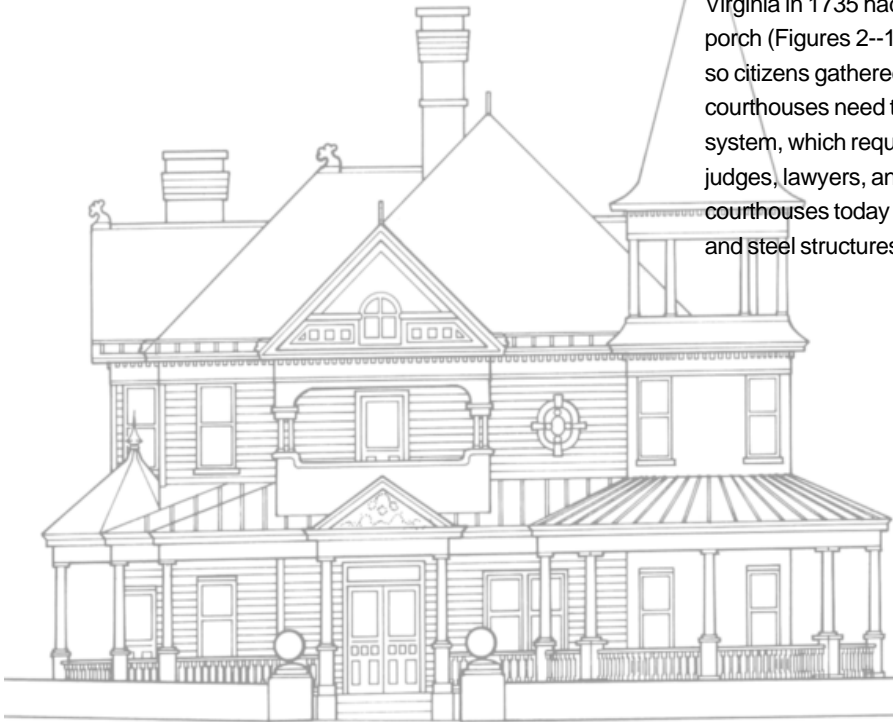 Virginia in 1735 had
porch (Figures 2--1
so citizens gathered
courthouses need t
system, which requ
judges, lawyers, an
courthouses today
and steel structures